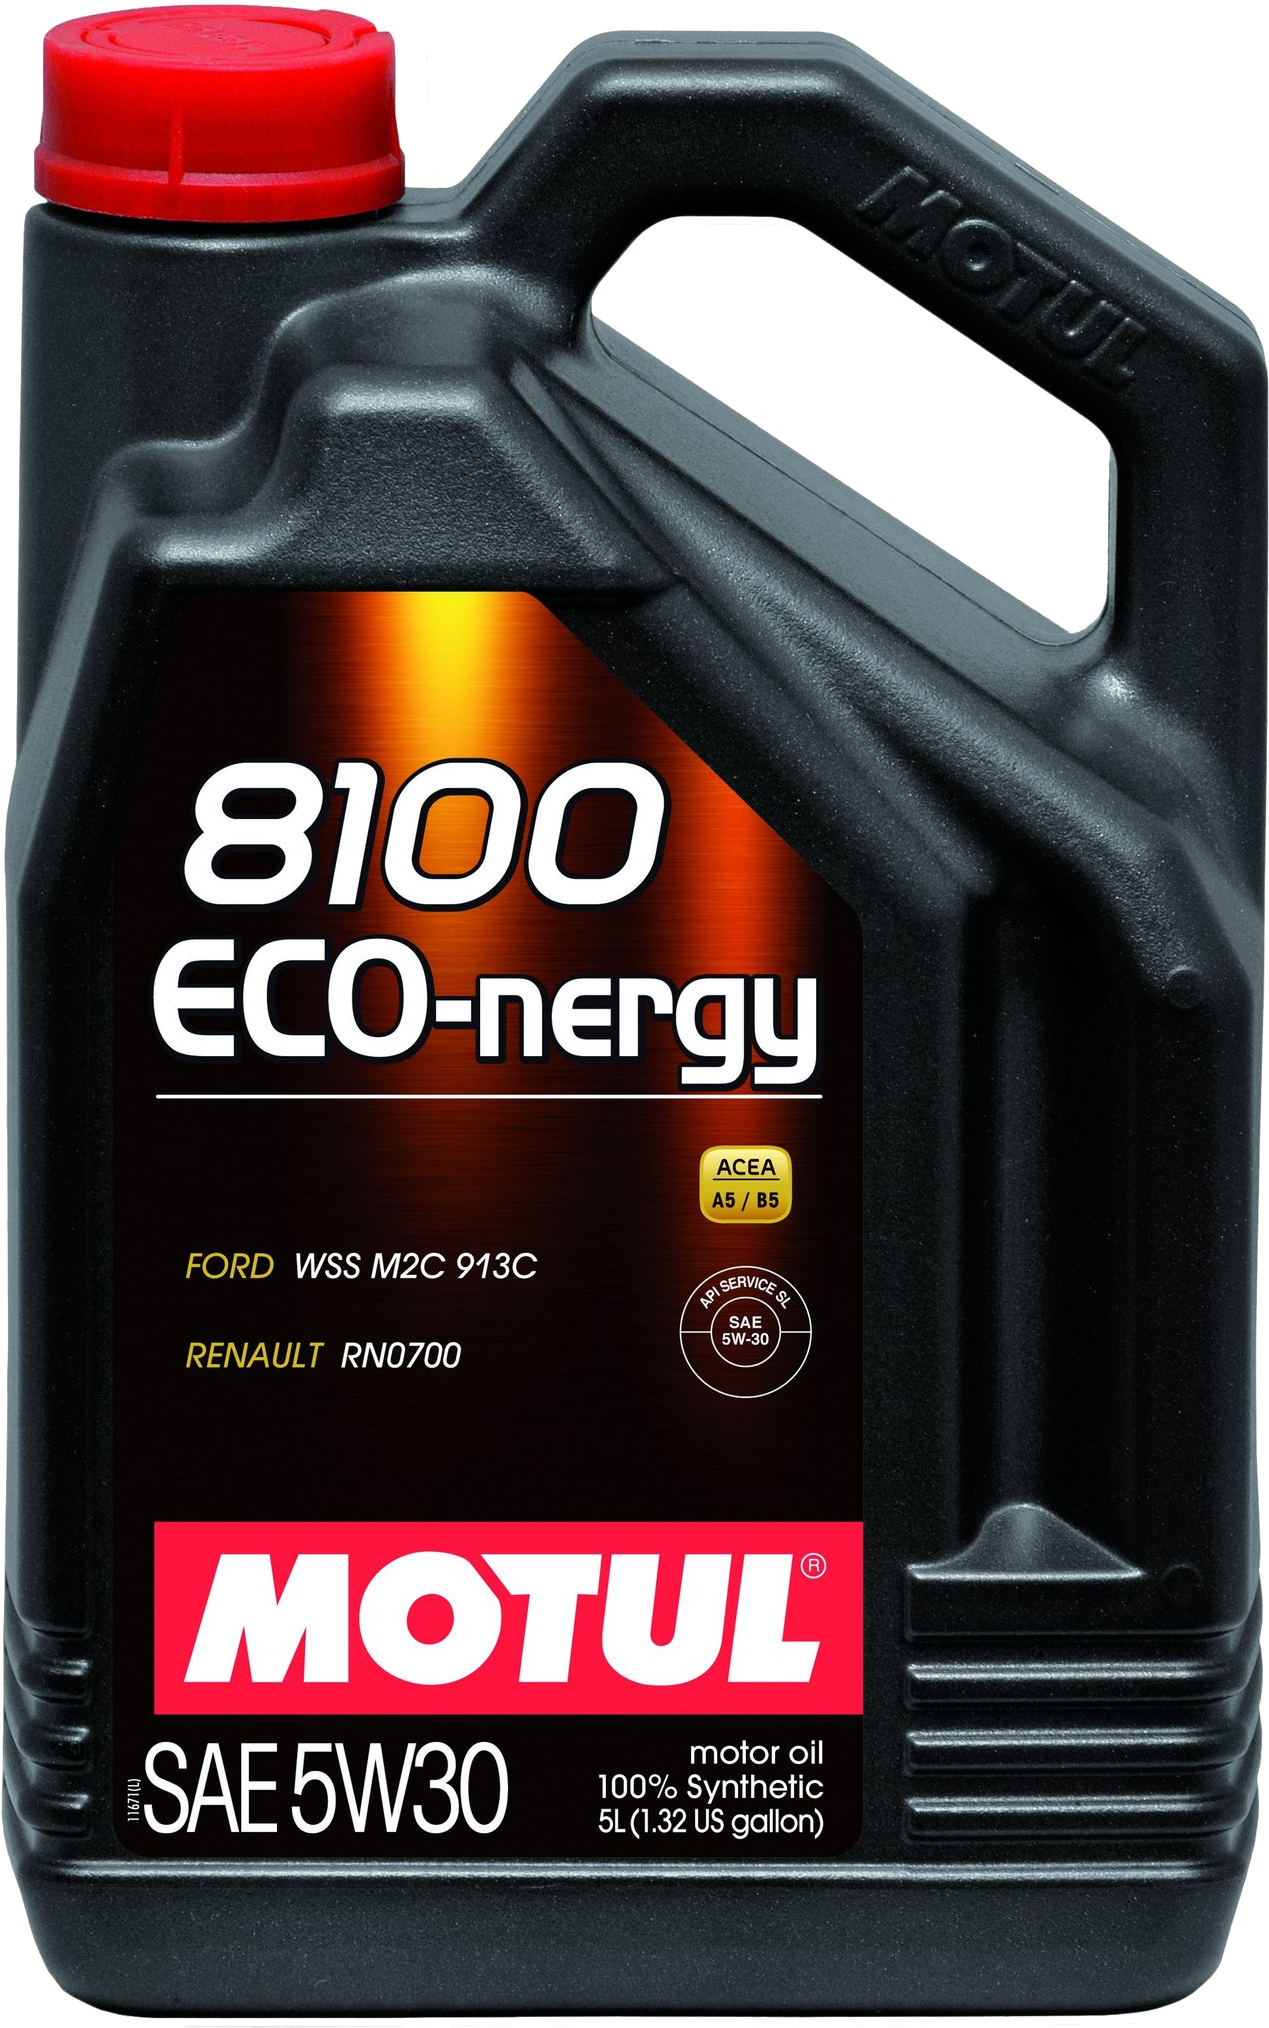 MOTUL
8100
ECO-nergy
ACEA
A5 / B5
FORD WSS M2C 913C
API SERVICE SL
SAE
5W-30
RENAULT RN0700
MOTUL®
SAE 5W30
motor oil
100% Synthetic
5L (1.32 US gallon)
11671(L)